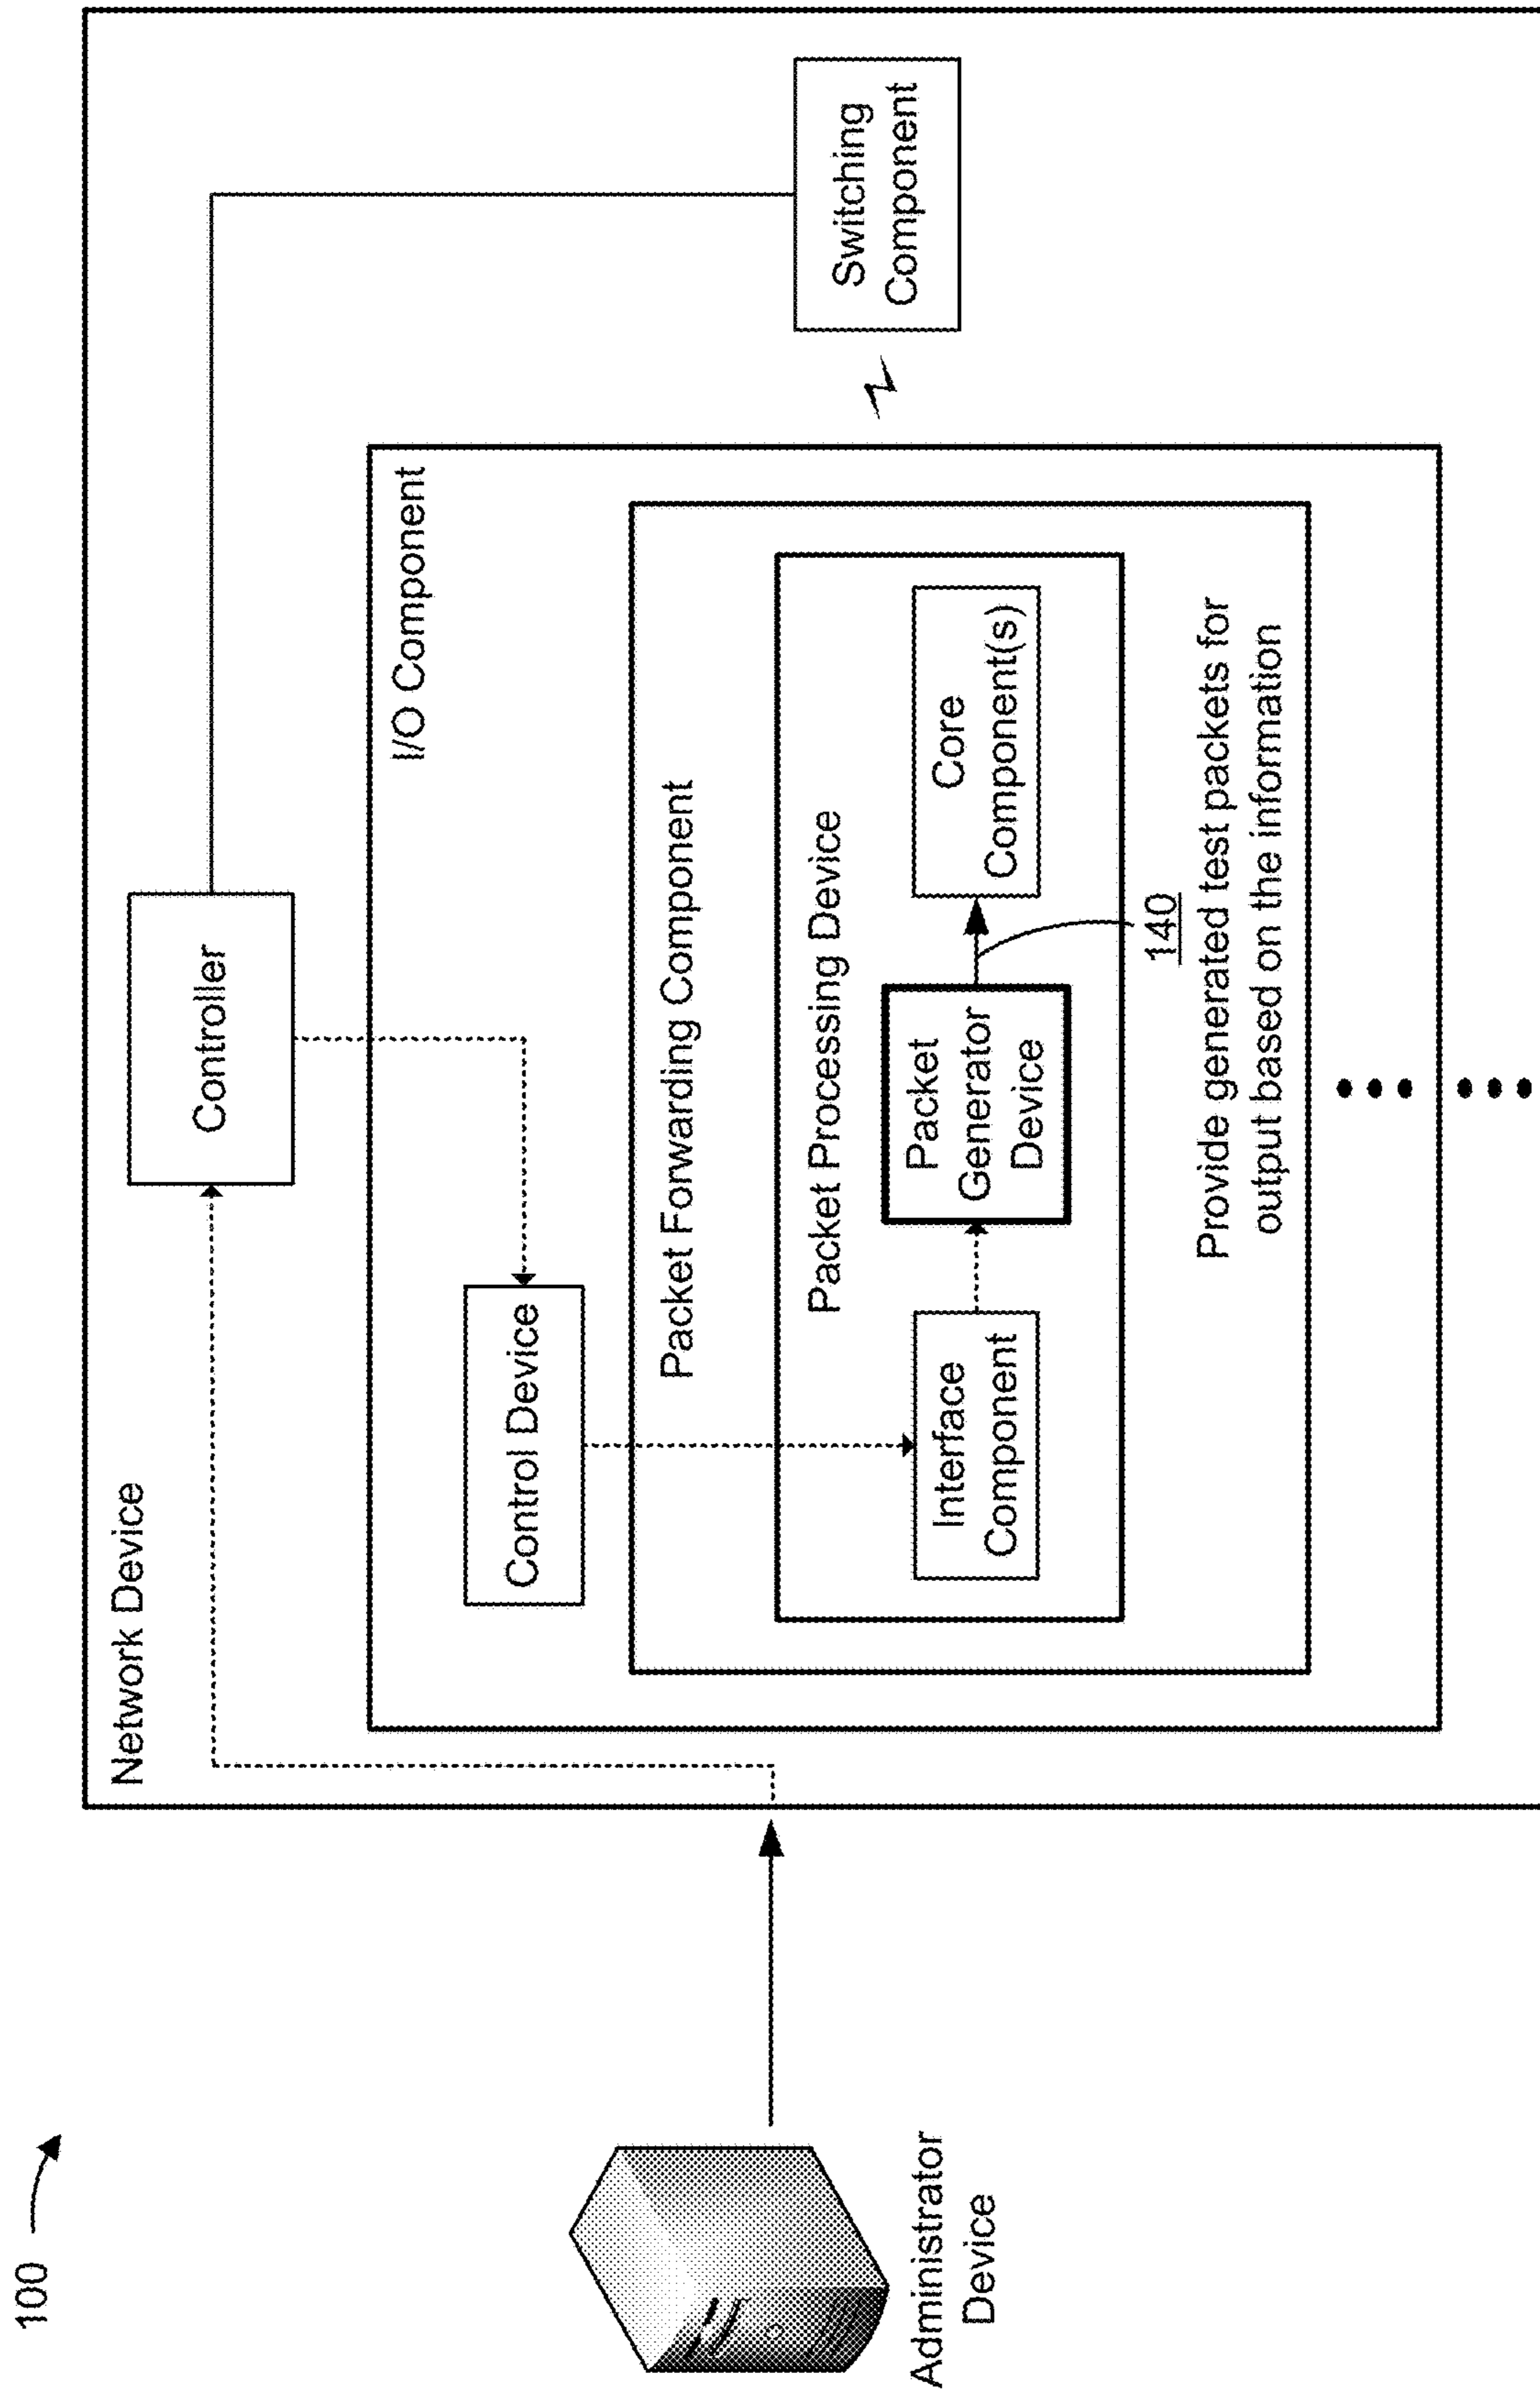 100
Network Device
Controller
Switching
Component
I/O Component
Control Device
Packet Forwarding Component
Packet Processing Device
Interface
Component
Packet
Generator
Device
Core
Component(s)
140
Provide generated test packets for
output based on the information
Administrator
Device